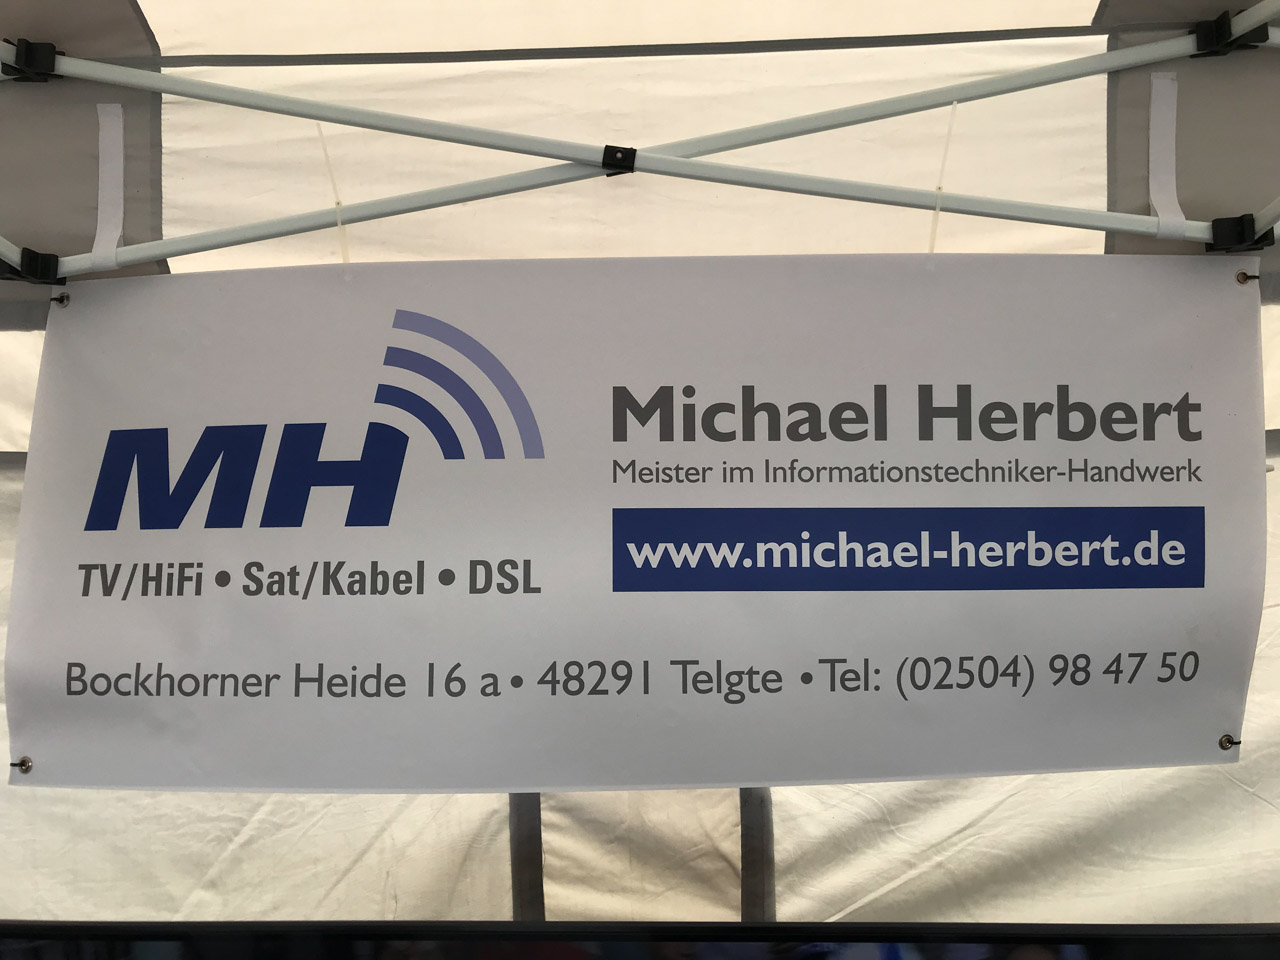 MH
TV/HiFi • Sat/Kabel • DSL
Michael Herbert
Meister im Informationstechniker-Handwerk
www.michael-herbert.de
Bockhorner Heide 16 a • 48291 Telgte • Tel: (02504) 98 47 50